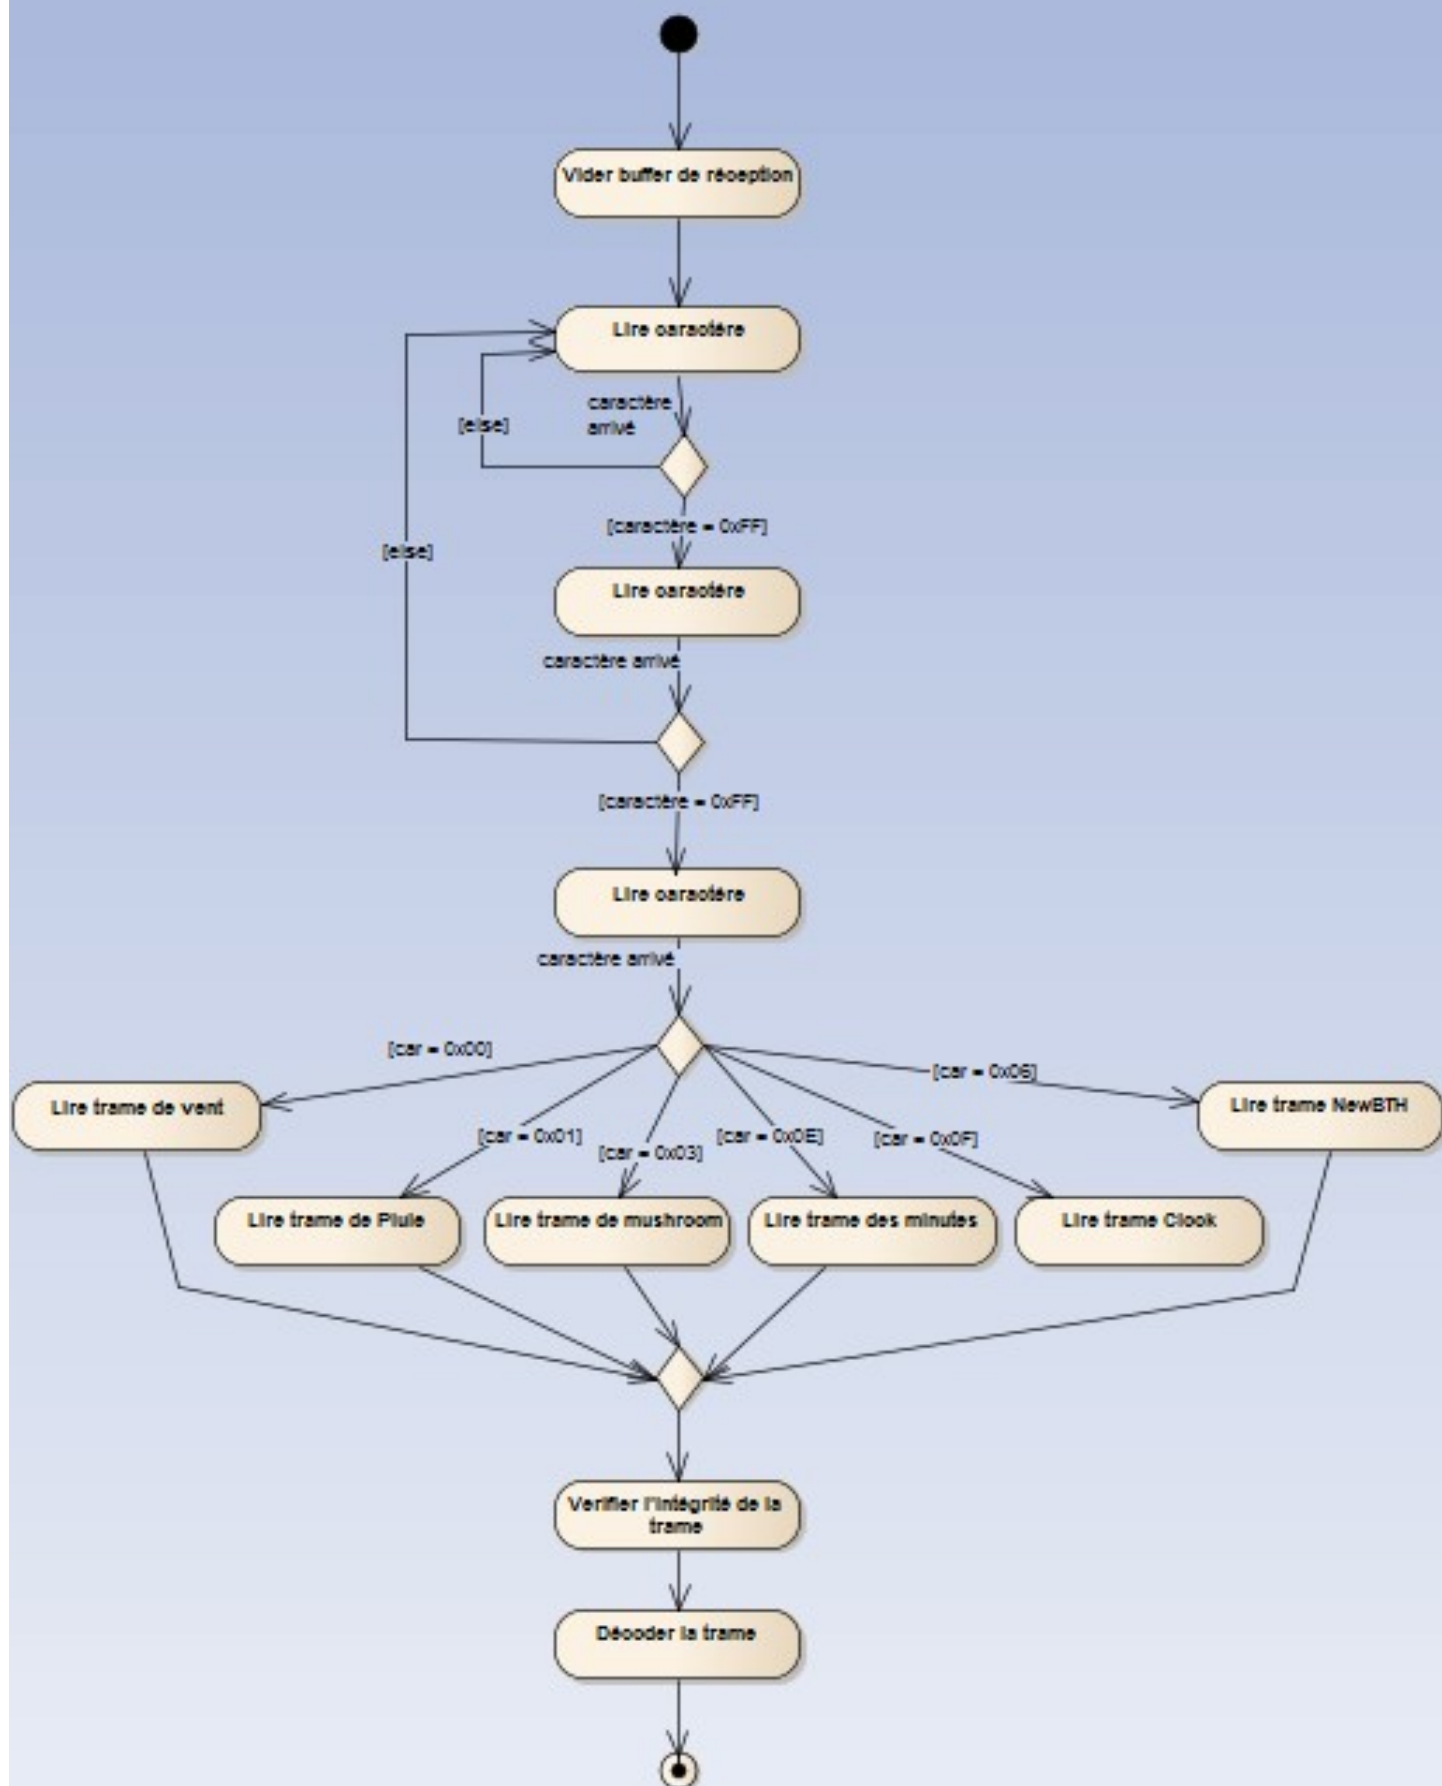 Vider buffer de réception
Lire caractère
caractère
arrivé
[else]
[caractère = 0xFF]
[else]
Lire caractère
caractère arrivé
[caractère = 0xFF]
Lire caractère
caractère arrivé
[car = 0x00]
[car = 0x06]
Lire trame de vent
Lire trame NewBTH
[car = 0x01]
[car = 0x03]
[car = 0x0E]
[car = 0x0F]
Lire trame de Pluie
Lire trame de mushroom
Lire trame des minutes
Lire trame Clock
Verifier l'intégrité de la
trame
Décoder la trame